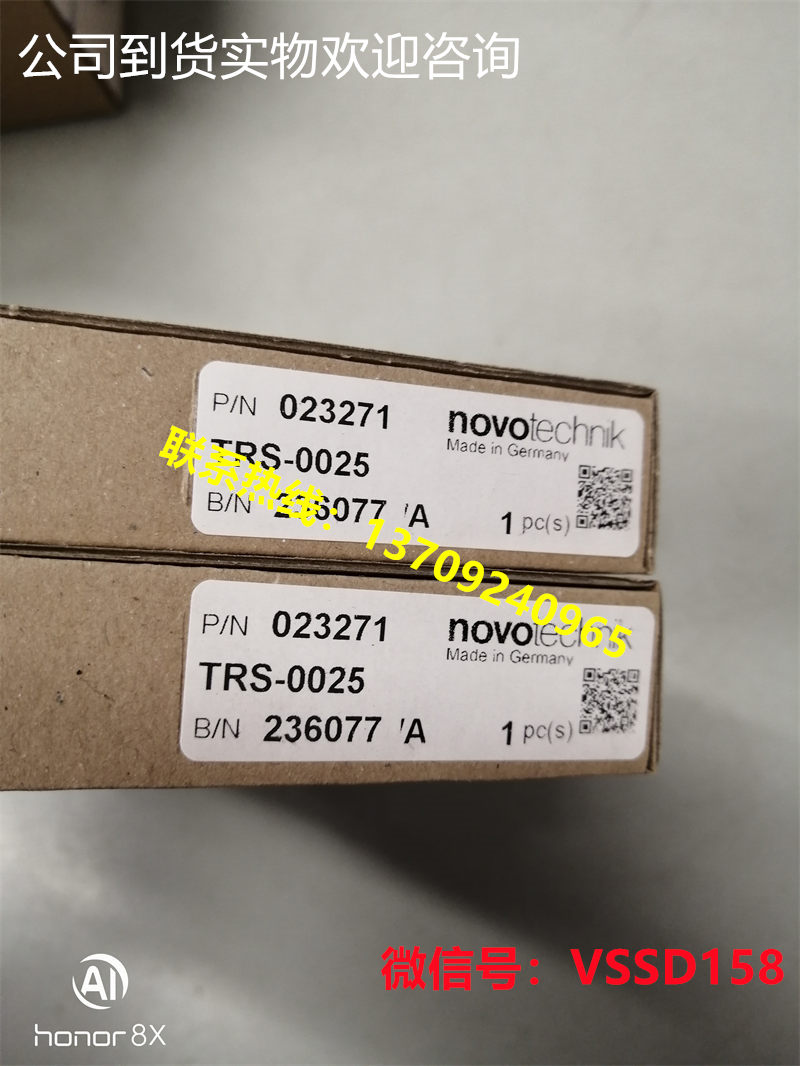 公司到货实物欢迎咨询
P/N 023271
novotechnik
Made in Germany
TRS-0025
B/N 236077 /A
1 pc(s)
联系热线：13709240965
P/N 023271
novotechnik
Made in Germany
TRS-0025
B/N 236077 /A
1 pc(s)
微信号：VSSD158
AI
honor 8X